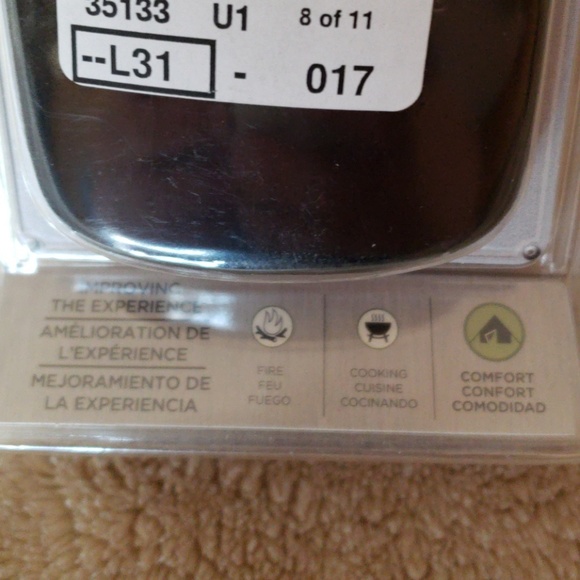 35133 U1 8 of 11
--L31 - 017
IMPROVING
THE EXPERIENCE
AMÉLIORATION DE
L'EXPÉRIENCE
MEJORAMIENTO DE
LA EXPERIENCIA
FIRE
FEU
FUEGO
COOKING
CUISINE
COCINANDO
COMFORT
CONFORT
COMODIDAD